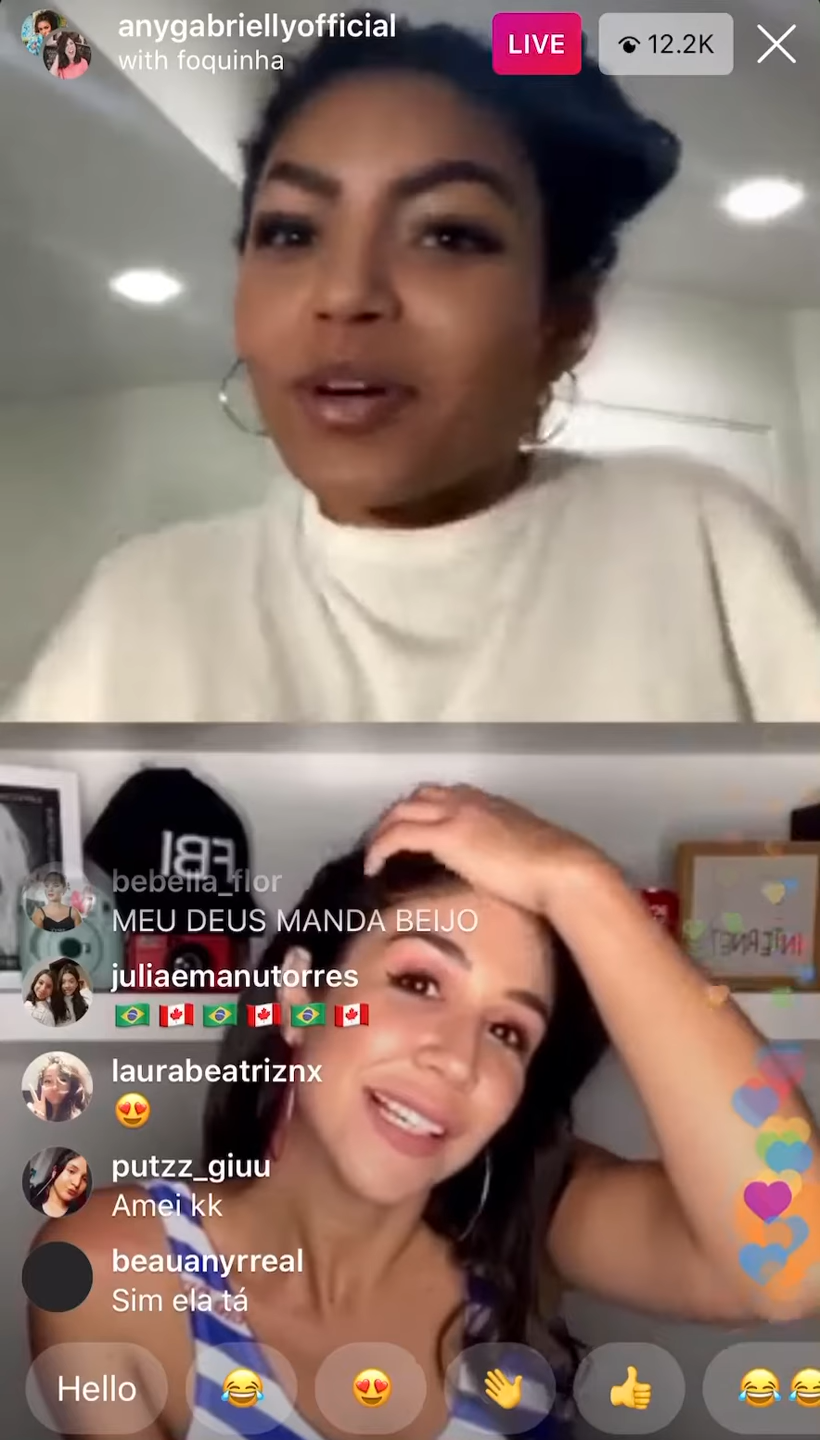 anygabriellyofficial
with foquinha
LIVE
12.2K
FBI
INTERNET
bebella_flor
MEU DEUS MANDA BEIJO
juliaemanutorres
laurabeatriznx
putzz_giuu
Amei kk
beauanyrreal
Sim ela tá
Hello